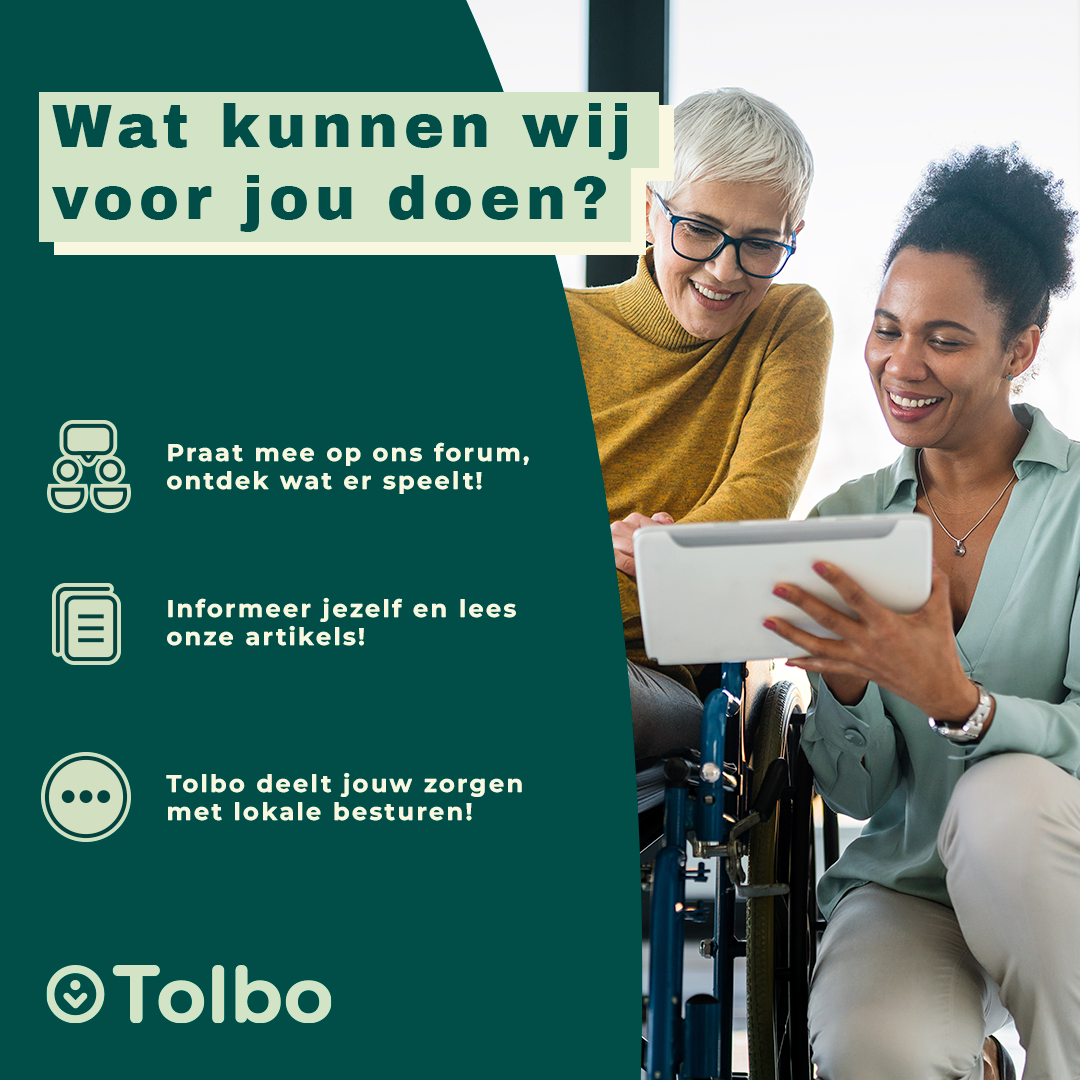 Wat kunnen wij
voor jou doen?
Praat mee op ons forum,
ontdek wat er speelt!
Informeer jezelf en lees
onze artikels!
Tolbo deelt jouw zorgen
met lokale besturen!
Tolbo